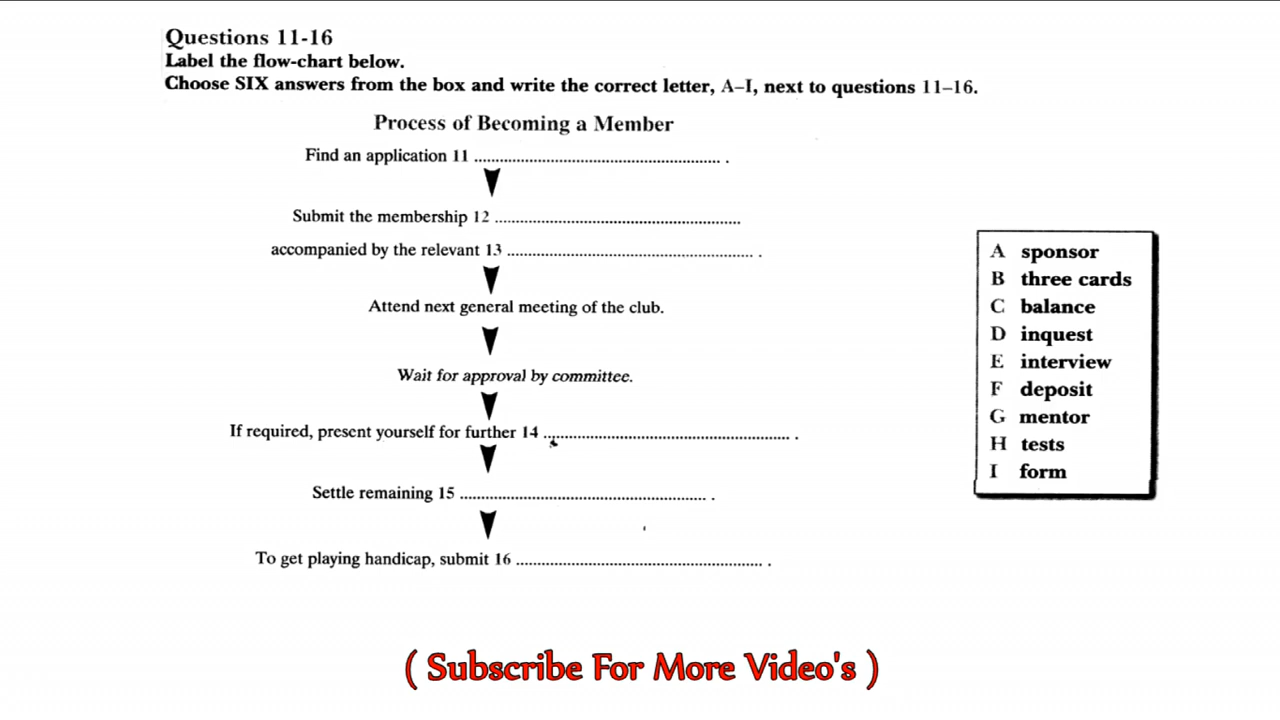 Questions 11-16
Label the flow-chart below.
Choose SIX answers from the box and write the correct letter, A–I, next to questions 11–16.
Process of Becoming a Member
Find an application 11 ........................................................... .
Submit the membership 12 ...........................................................
accompanied by the relevant 13 ........................................................... .
Attend next general meeting of the club.
Wait for approval by committee.
If required, present yourself for further 14 ........................................................... .
Settle remaining 15 ........................................................... .
To get playing handicap, submit 16 ........................................................... .
A sponsor
B three cards
C balance
D inquest
E interview
F deposit
G mentor
H tests
I form
( Subscribe For More Video's )